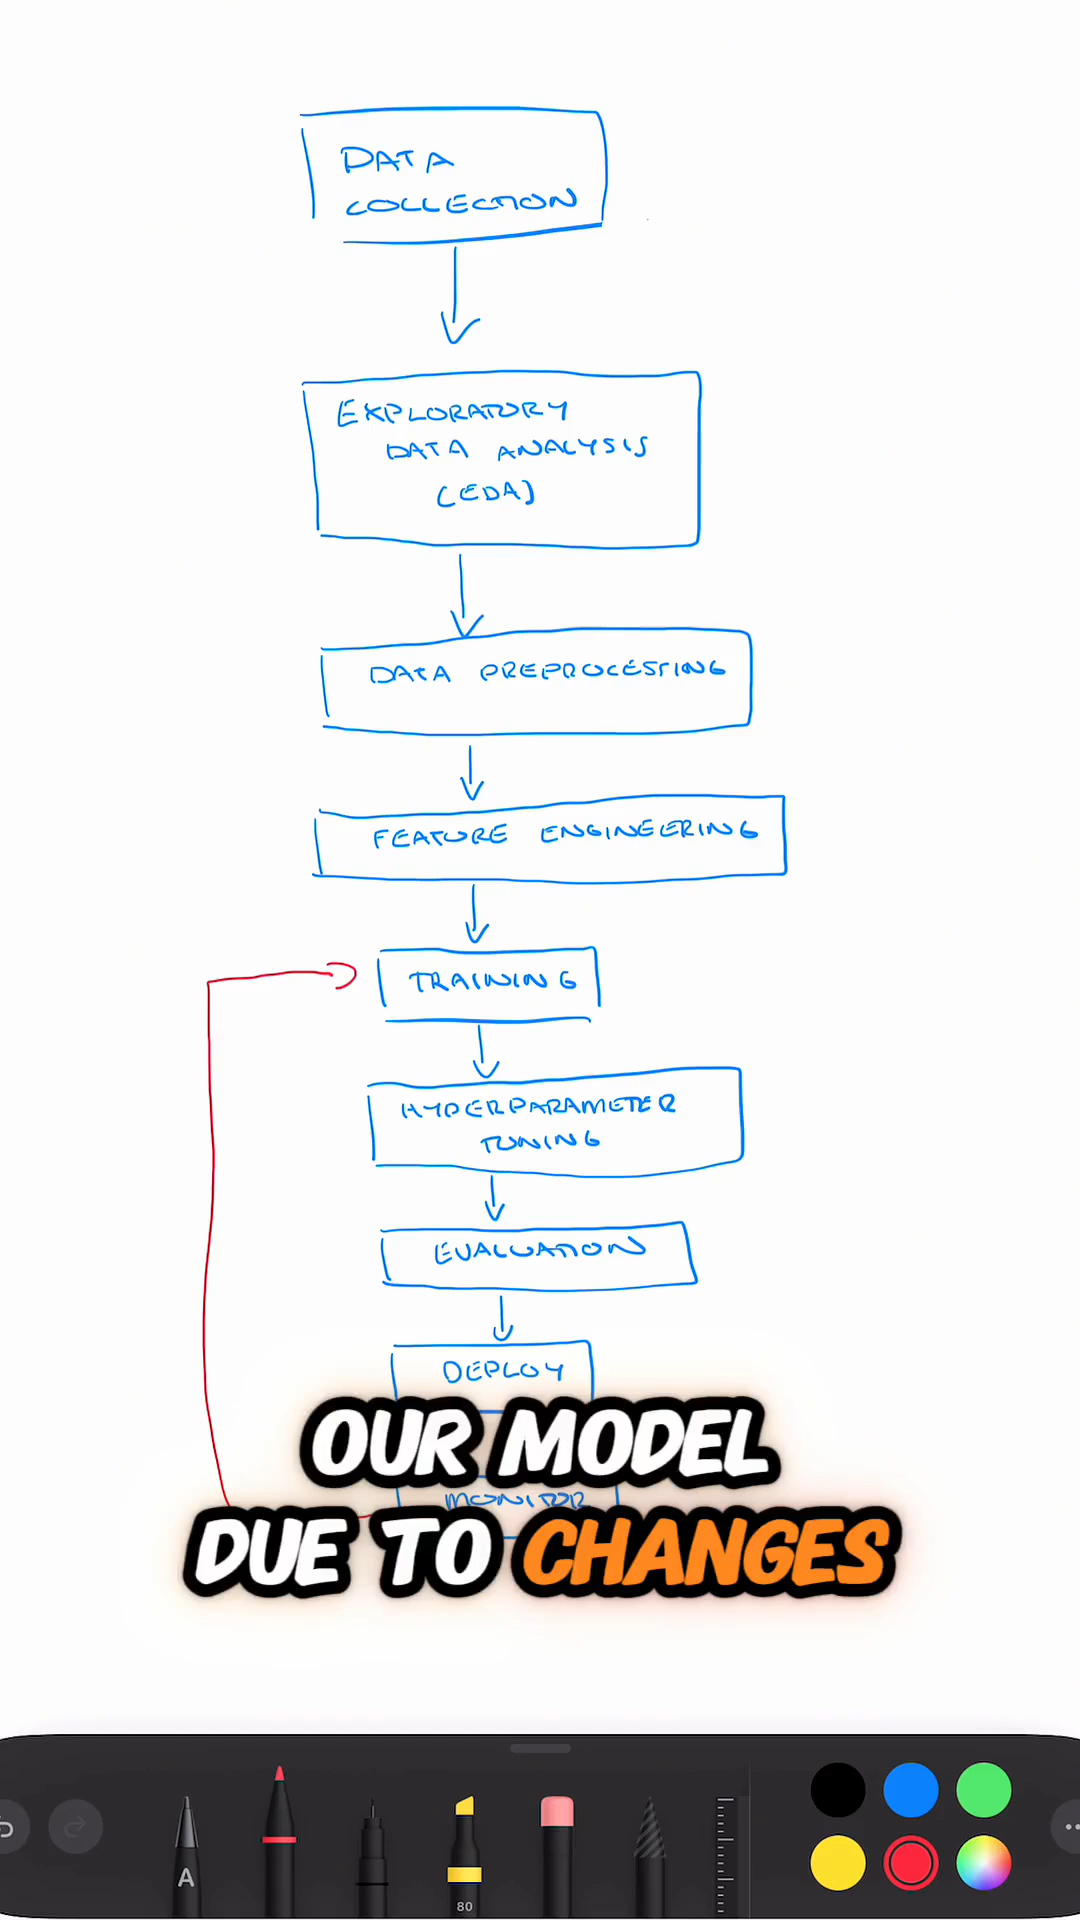 DATA
COLLECTION
EXPLORATORY
DATA ANALYSIS
(EDA)
DATA PREPROCESSING
FEATURE ENGINEERING
TRAINING
HYPERPARAMETER
TUNING
EVALUATION
DEPLOY
OUR MODEL
MONITOR
DUE TO CHANGES
A
80